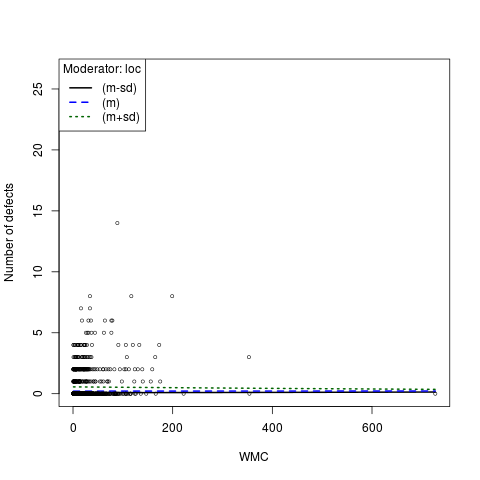 Moderator: loc
(m-sd)
(m)
(m+sd)
25
20
15
10
5
0
Number of defects
0 200 400 600
WMC